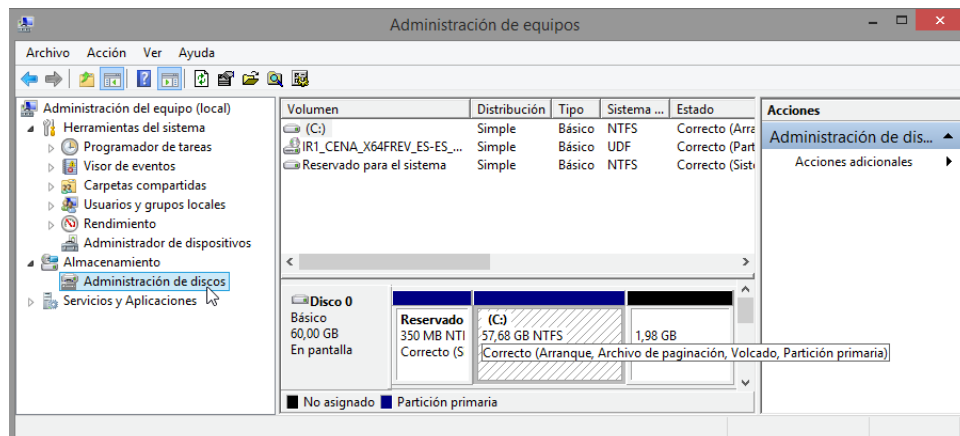 Administración de equipos
Archivo Acción Ver Ayuda
Administración del equipo (local)
Herramientas del sistema
Programador de tareas
Visor de eventos
Carpetas compartidas
Usuarios y grupos locales
Rendimiento
Administrador de dispositivos
Almacenamiento
Administración de discos
Servicios y Aplicaciones
Volumen Distribución Tipo Sistema ... Estado
(C:) Simple Básico NTFS Correcto (Arra
IR1_CENA_X64FREV_ES-ES_... Simple Básico UDF Correcto (Part
Reservado para el sistema Simple Básico NTFS Correcto (Siste
Disco 0
Básico
60,00 GB
En pantalla
Reservado
350 MB NTI
Correcto (S
(C:)
57,68 GB NTFS
1,98 GB
Correcto (Arranque, Archivo de paginación, Volcado, Partición primaria)
No asignado Partición primaria
Acciones
Administración de dis...
Acciones adicionales